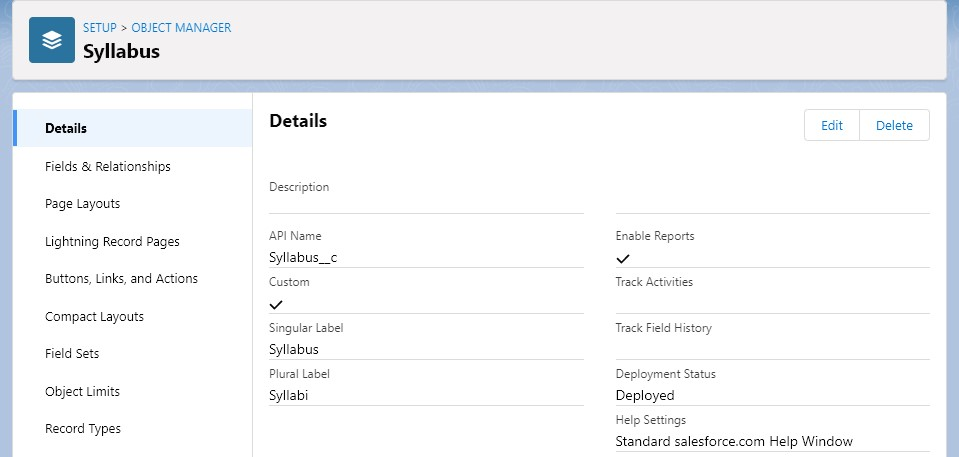 SETUP > OBJECT MANAGER
Syllabus
Details
Fields & Relationships
Page Layouts
Lightning Record Pages
Buttons, Links, and Actions
Compact Layouts
Field Sets
Object Limits
Record Types
Details
Edit
Delete
Description
API Name
Syllabus__c
Custom
Singular Label
Syllabus
Plural Label
Syllabi
Enable Reports
Track Activities
Track Field History
Deployment Status
Deployed
Help Settings
Standard salesforce.com Help Window